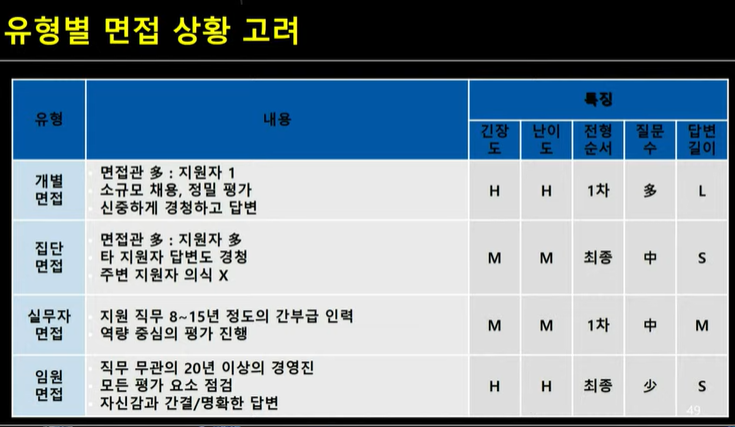 유형별 면접 상황 고려
유형
내용
특징
긴장
도
난이
도
전형
순서
질문
수
답변
길이
개별
면접
면접관 多 : 지원자 1
소규모 채용, 정밀 평가
신중하게 경청하고 답변
H
H
1차
多
L
집단
면접
면접관 多 : 지원자 多
타 지원자 답변도 경청
주변 지원자 의식 X
M
M
최종
中
S
실무자
면접
지원 직무 8~15년 정도의 간부급 인력
역량 중심의 평가 진행
M
M
1차
中
M
임원
면접
직무 무관의 20년 이상의 경영진
모든 평가 요소 점검
자신감과 간결/명확한 답변
H
H
최종
少
S
49